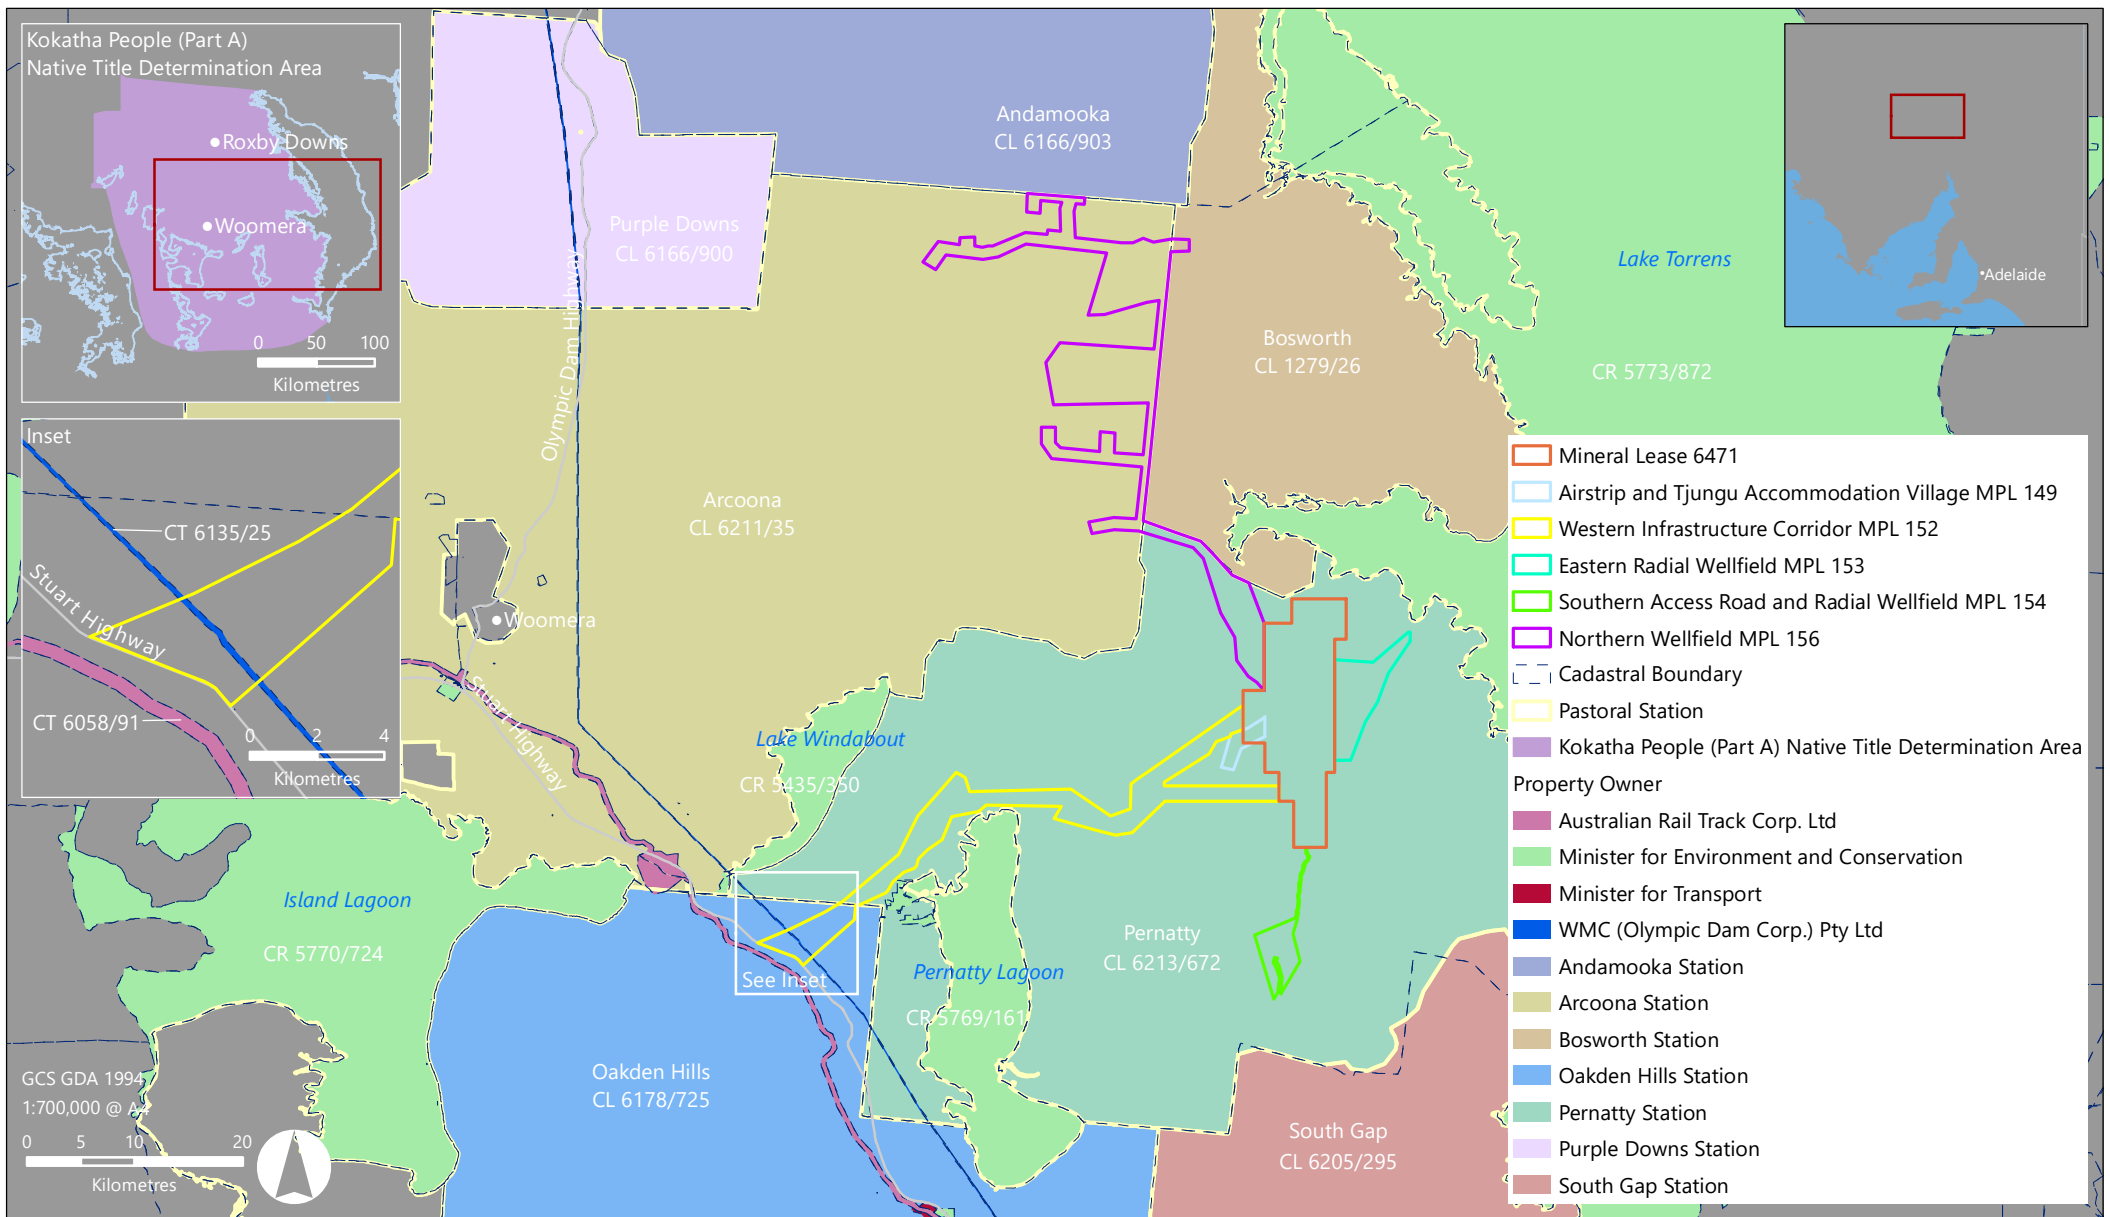 Kokatha People (Part A)
Native Title Determination Area
Roxby Downs
Woomera
0 50 100
Kilometres
Inset
CT 6135/25
Stuart Highway
CT 6058/91
0 2 4
Kilometres
Andamooka
CL 6166/903
Purple Downs
CL 6166/900
Olympic Dam Highway
Lake Torrens
CR 5773/872
Adelaide
Bosworth
CL 1279/26
Arcoona
CL 6211/35
Woomera
Stuart Highway
Lake Windabout
CR 5435/350
Island Lagoon
CR 5770/724
See Inset
Pernatty Lagoon
CR 5769/161
Pernatty
CL 6213/672
Oakden Hills
CL 6178/725
South Gap
CL 6205/295
GCS GDA 1994
1:700,000 @ A4
0 5 10 20
Kilometres
Mineral Lease 6471
Airstrip and Tjungu Accommodation Village MPL 149
Western Infrastructure Corridor MPL 152
Eastern Radial Wellfield MPL 153
Southern Access Road and Radial Wellfield MPL 154
Northern Wellfield MPL 156
Cadastral Boundary
Pastoral Station
Kokatha People (Part A) Native Title Determination Area
Property Owner
Australian Rail Track Corp. Ltd
Minister for Environment and Conservation
Minister for Transport
WMC (Olympic Dam Corp.) Pty Ltd
Andamooka Station
Arcoona Station
Bosworth Station
Oakden Hills Station
Pernatty Station
Purple Downs Station
South Gap Station